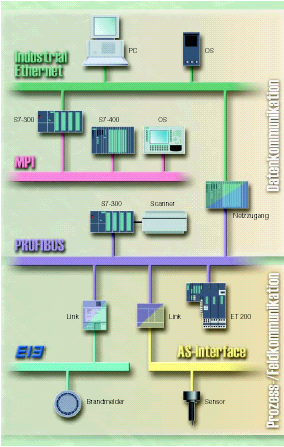 PC
OS
Industrial
Ethernet
S7-300
S7-400
OS
MPI
Datenkommunikation
S7-300
Scanner
Netzzugang
PROFIBUS
Link
Link
ET 200
EIB
AS-Interface
Brandmelder
Sensor
Prozess-/Feldkommunikation